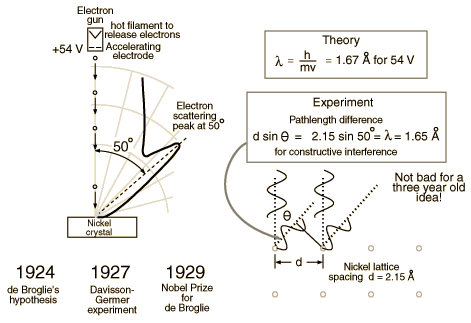 Electron
gun
hot filament to
release electrons
+54 V
Accelerating
electrode
50°
Electron
scattering
peak at 50°
Nickel
crystal
1924
de Broglie's
hypothesis
1927
Davisson-
Germer
experiment
1929
Nobel Prize
for
de Broglie
Theory
λ = h/mv = 1.67 Å for 54 V
Experiment
Pathlength difference
d sin θ = 2.15 sin 50° = λ = 1.65 Å
for constructive interference
Not bad for a
three year old
idea!
θ
d
Nickel lattice
spacing d = 2.15 Å